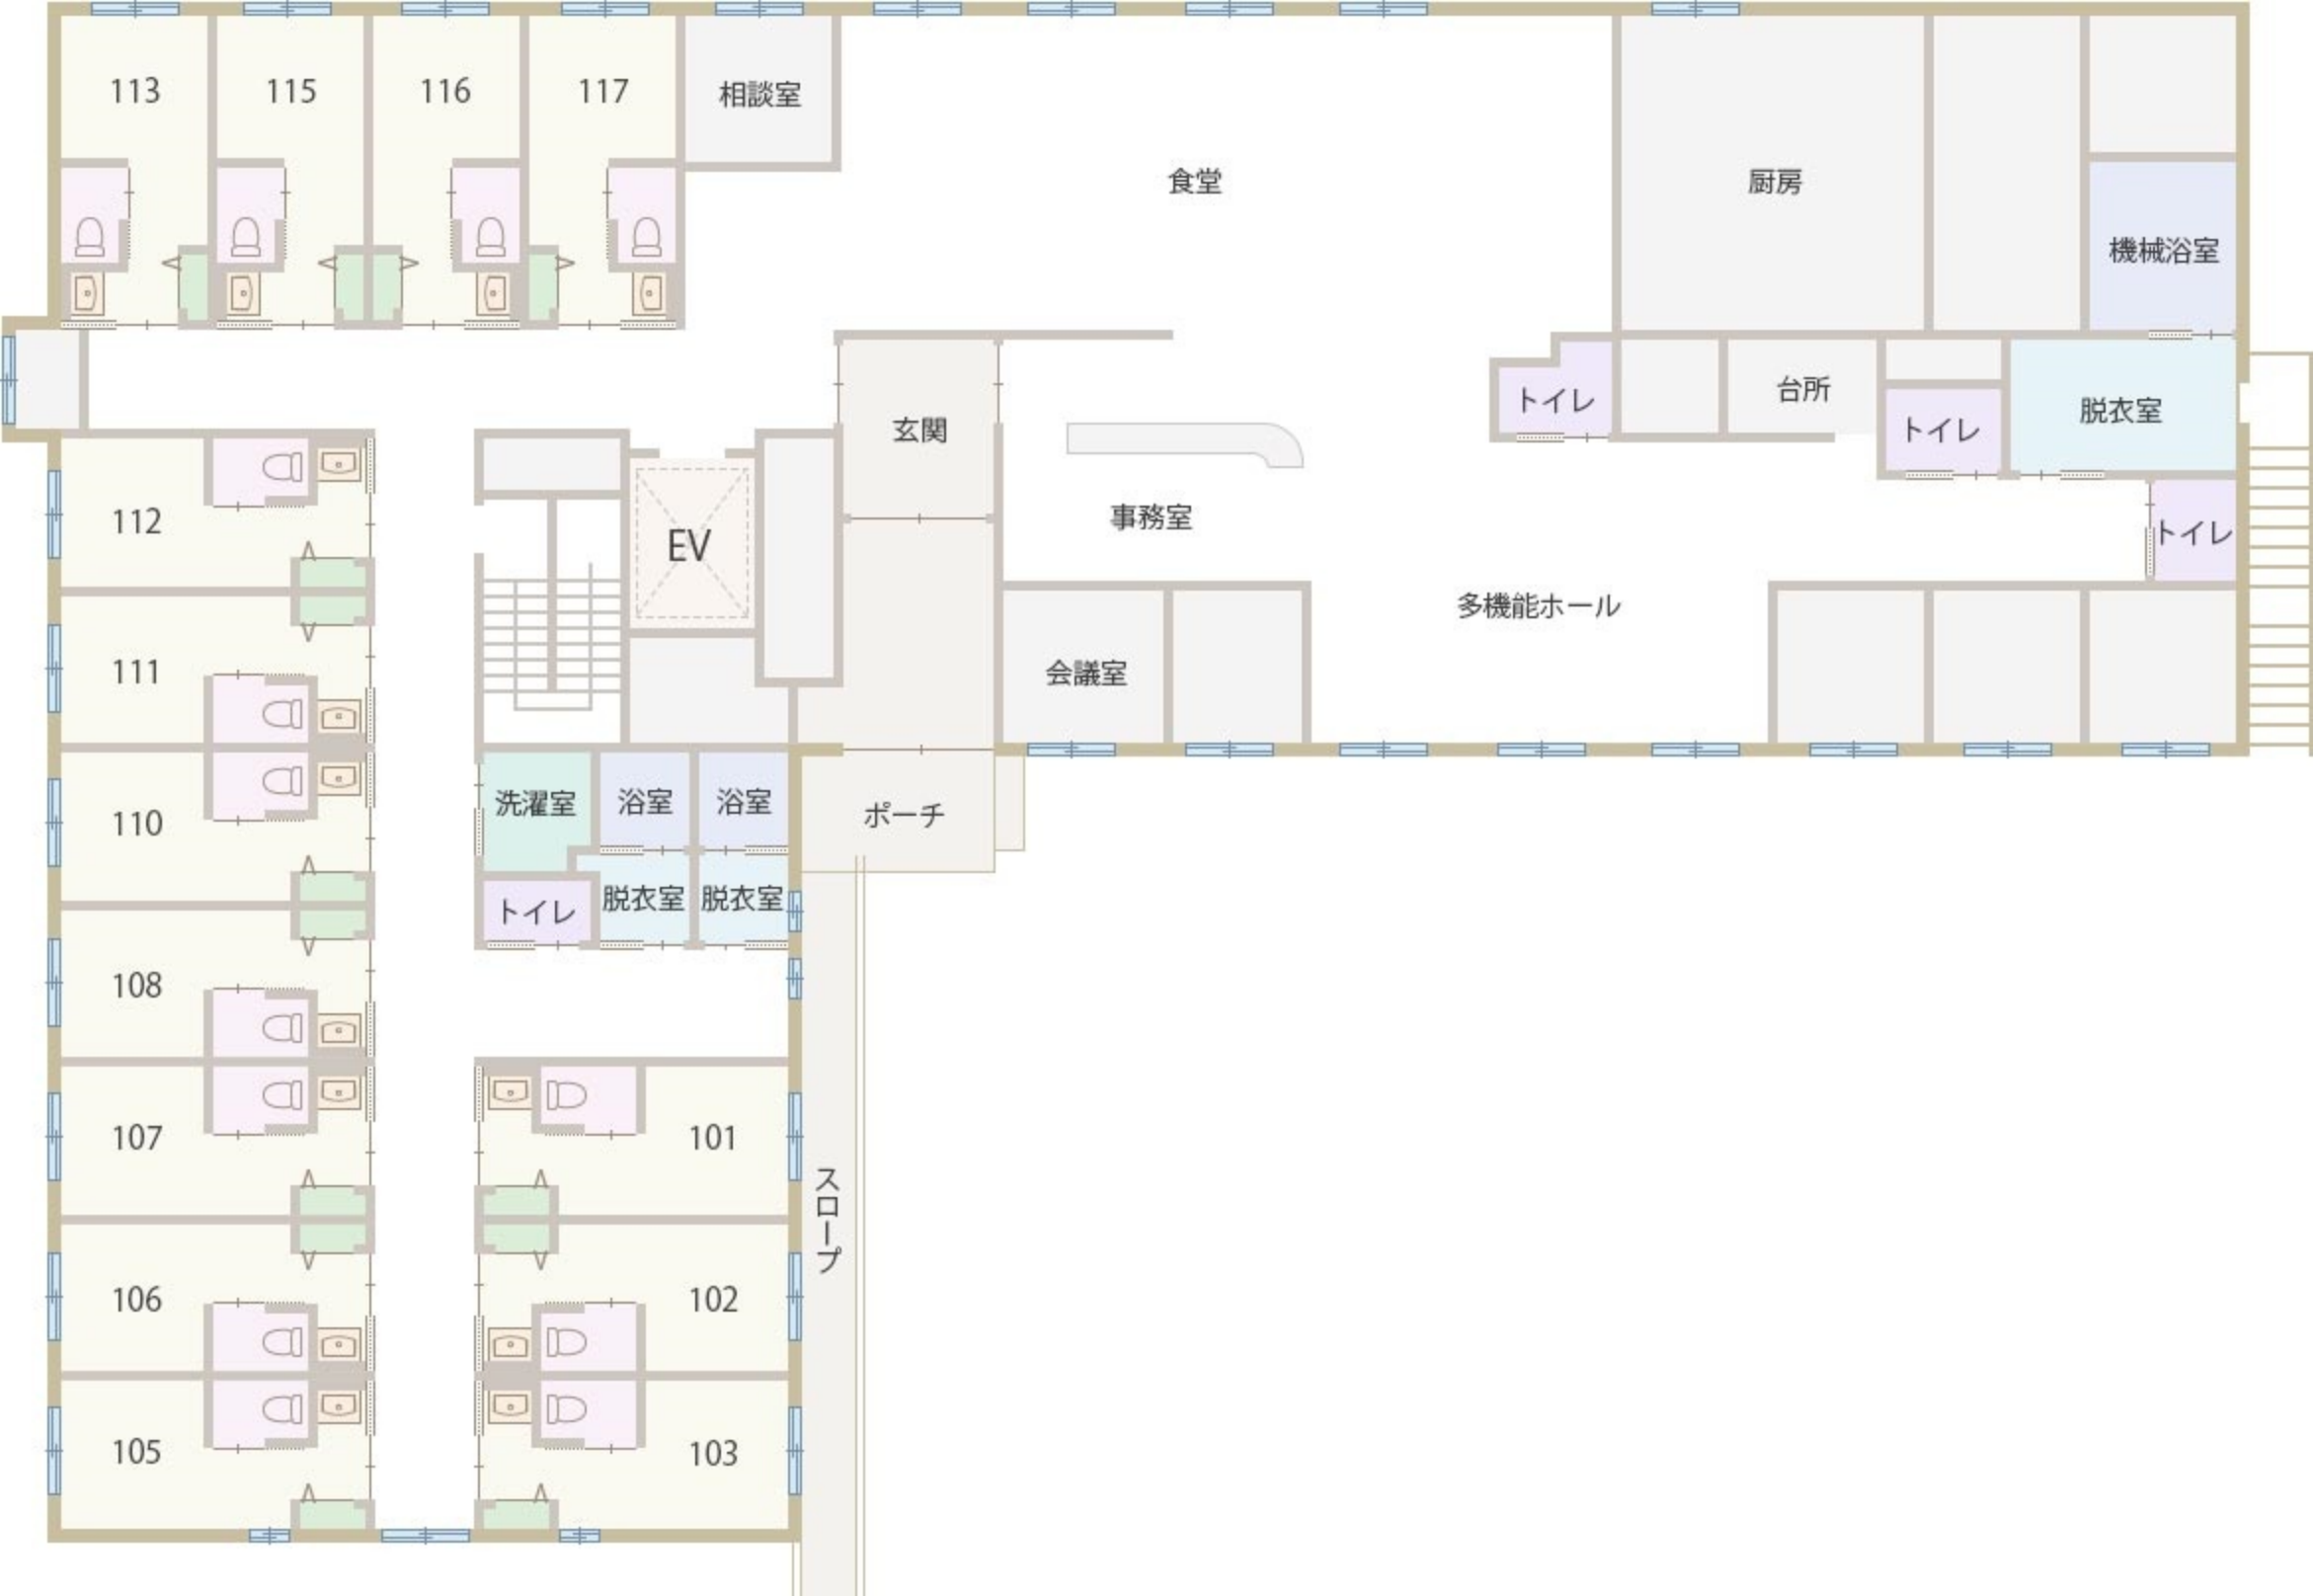 113
115
116
117
相談室
食堂
厨房
機械浴室
玄関
トイレ
台所
トイレ
脱衣室
112
EV
事務室
トイレ
多機能ホール
111
会議室
110
洗濯室
浴室
浴室
ポーチ
トイレ
脱衣室
脱衣室
108
107
101
スロープ
106
102
105
103